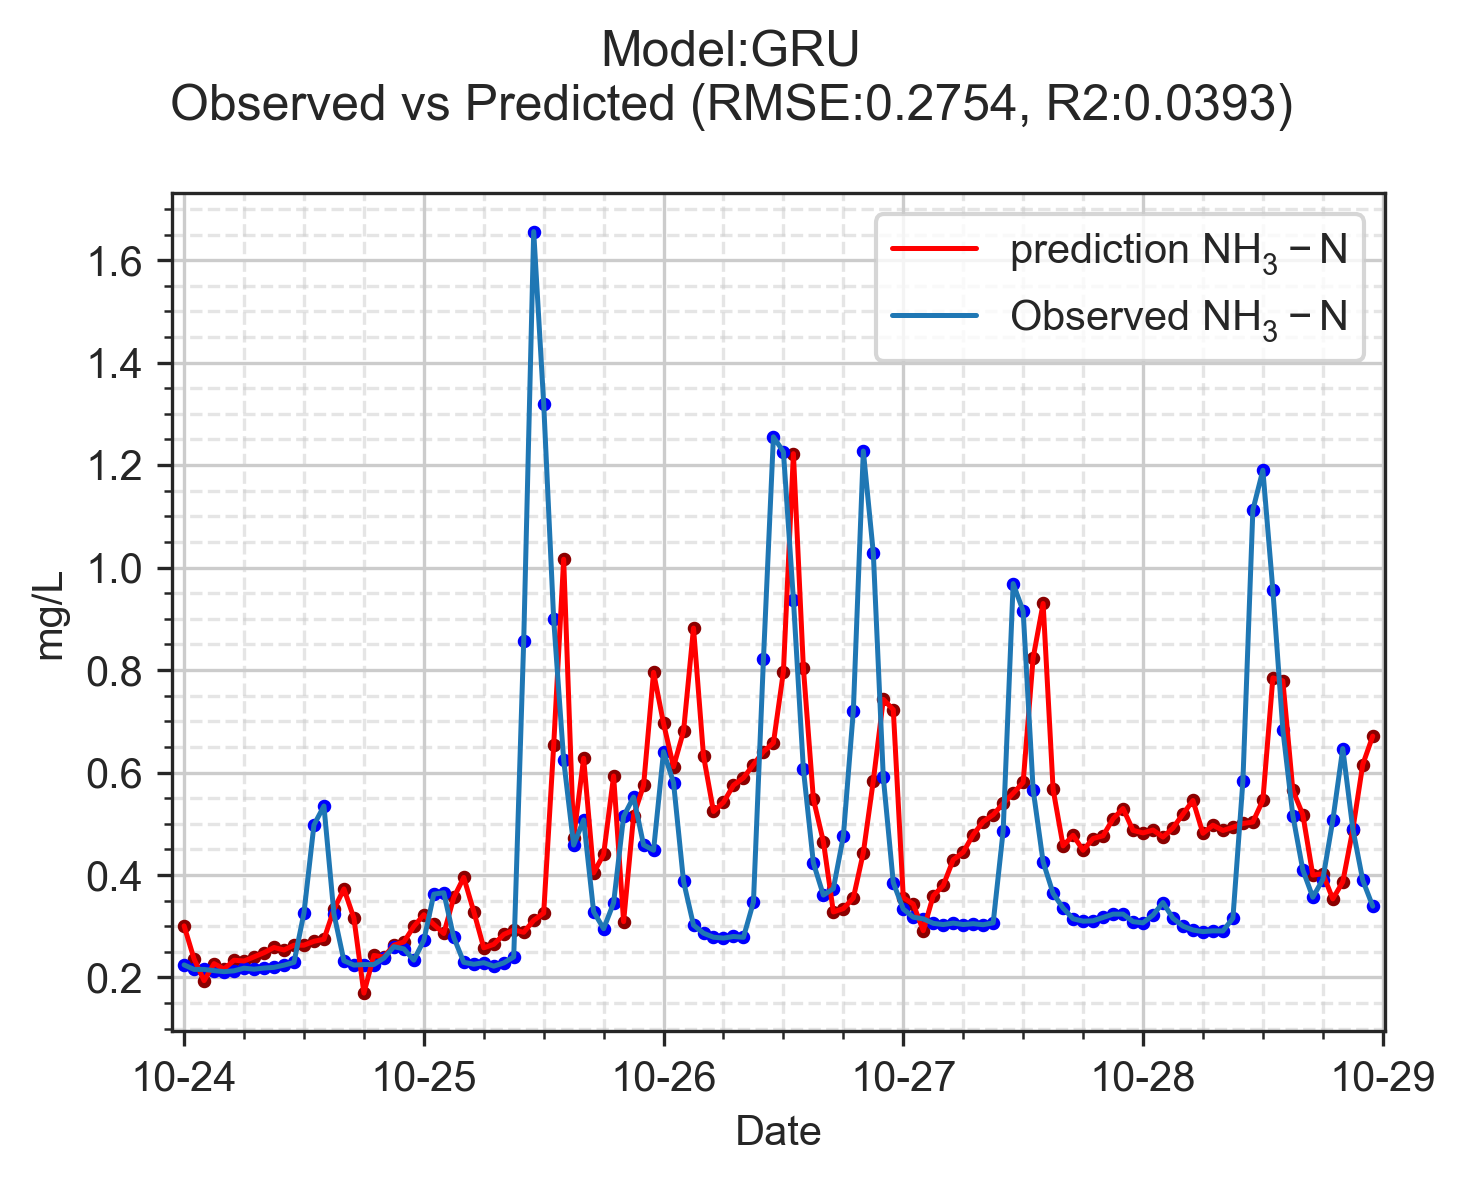 Model:GRU
Observed vs Predicted (RMSE:0.2754, R2:0.0393)
prediction NH₃ − N
Observed NH₃ − N
1.6
1.4
1.2
1.0
0.8
0.6
0.4
0.2
mg/L
10-24 10-25 10-26 10-27 10-28 10-29
Date